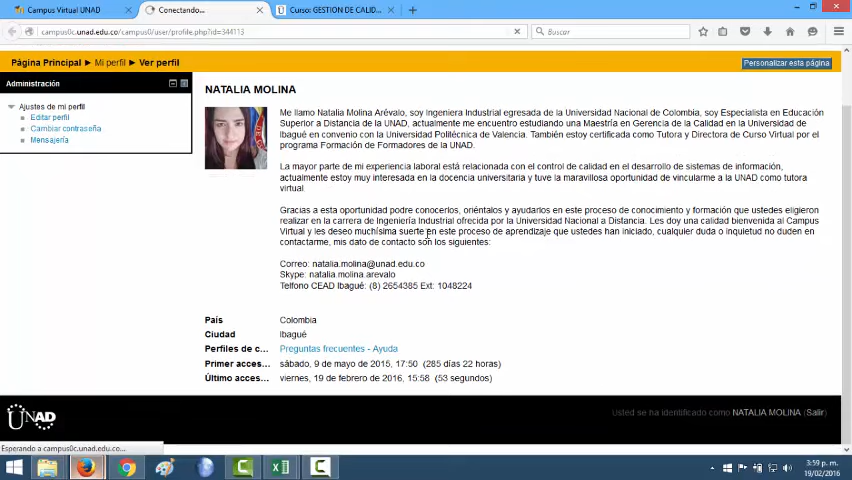 Campus Virtual UNAD
Conectando...
Curso: GESTION DE CALID...
campus0c.unad.edu.co/campus0/user/profile.php?id=344113
Buscar
Página Principal ► Mi perfil ► Ver perfil
Personalizar esta página
Administración
Ajustes de mi perfil
Editar perfil
Cambiar contraseña
Mensajería
NATALIA MOLINA
Me llamo Natalia Molina Arévalo, soy Ingeniera Industrial egresada de la Universidad Nacional de Colombia, soy Especialista en Educación
Superior a Distancia de la UNAD, actualmente me encuentro estudiando una Maestría en Gerencia de la Calidad en la Universidad de
Ibagué en convenio con la Universidad Politécnica de Valencia. También estoy certificada como Tutora y Directora de Curso Virtual por el
programa Formación de Formadores de la UNAD.
La mayor parte de mi experiencia laboral está relacionada con el control de calidad en el desarrollo de sistemas de información,
actualmente estoy muy interesada en la docencia universitaria y tuve la maravillosa oportunidad de vincularme a la UNAD como tutora
virtual.
Gracias a esta oportunidad podre conocerlos, oriéntalos y ayudarlos en este proceso de conocimiento y formación que ustedes eligieron
realizar en la carrera de Ingeniería Industrial ofrecida por la Universidad Nacional a Distancia. Les doy una calidad bienvenida al Campus
Virtual y les deseo muchísima suerte en este proceso de aprendizaje que ustedes han iniciado, cualquier duda o inquietud no duden en
contactarme, mis dato de contacto son los siguientes:
Correo: natalia.molina@unad.edu.co
Skype: natalia.molina.arevalo
Telfono CEAD Ibagué: (8) 2654385 Ext: 1048224
País Colombia
Ciudad Ibagué
Perfiles de c... Preguntas frecuentes - Ayuda
Primer acces... sábado, 9 de mayo de 2015, 17:50 (285 días 22 horas)
Último acces... viernes, 19 de febrero de 2016, 15:58 (53 segundos)
UNAD
Usted se ha identificado como NATALIA MOLINA (Salir)
Esperando a campus0c.unad.edu.co...
3:59 p. m.
19/02/2016